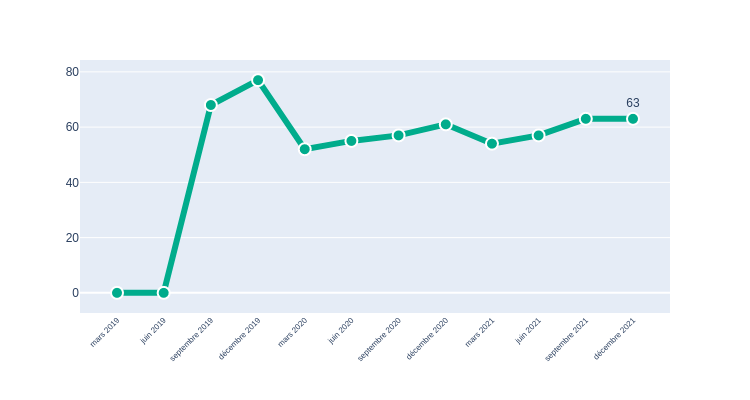 80
60
40
20
0
63
mars 2019
juin 2019
septembre 2019
décembre 2019
mars 2020
juin 2020
septembre 2020
décembre 2020
mars 2021
juin 2021
septembre 2021
décembre 2021